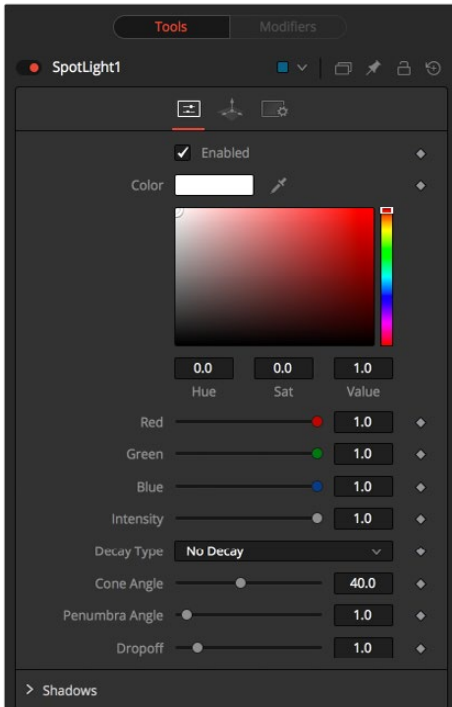 Tools Modifiers
SpotLight1
Enabled
Color
0.0 0.0 1.0
Hue Sat Value
Red 1.0
Green 1.0
Blue 1.0
Intensity 1.0
Decay Type No Decay
Cone Angle 40.0
Penumbra Angle 1.0
Dropoff 1.0
Shadows